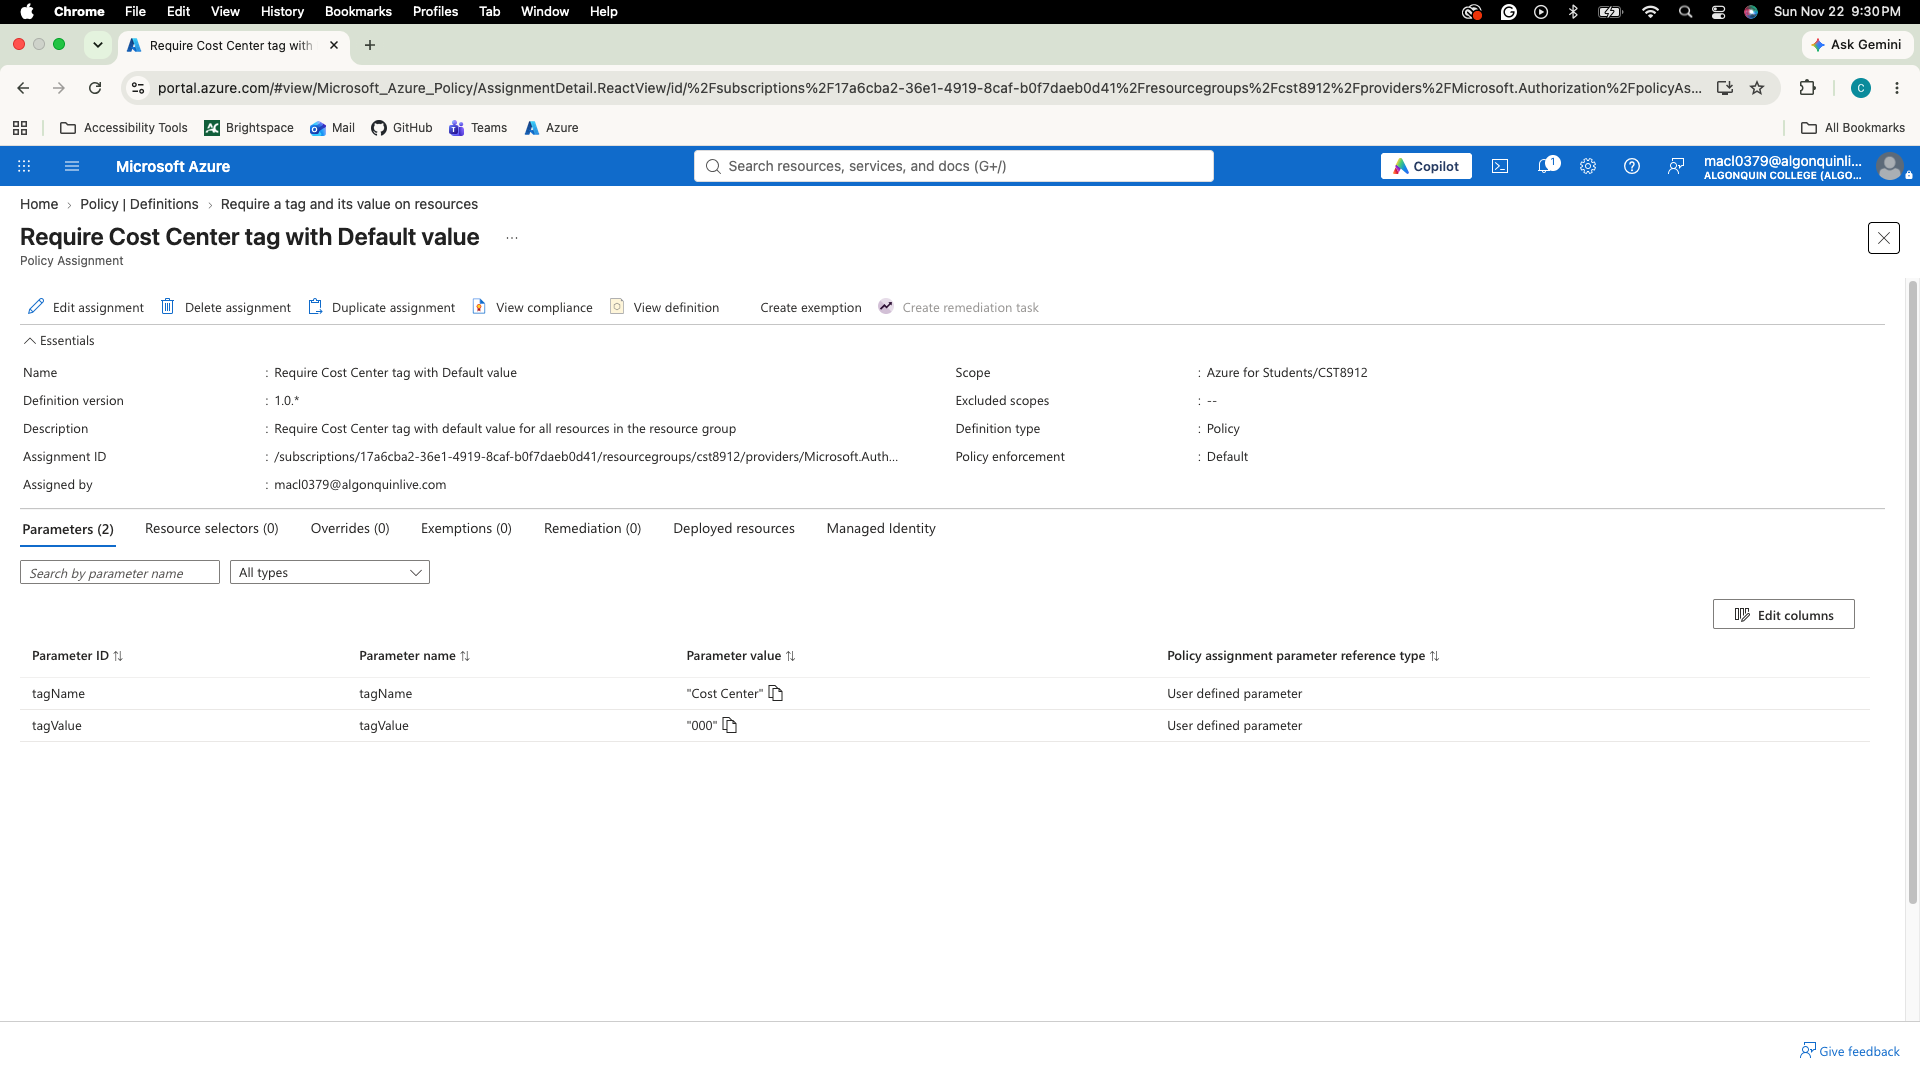 Chrome File Edit View History Bookmarks Profiles Tab Window Help Sun Nov 22 9:30 PM
Require Cost Center tag with Ask Gemini
portal.azure.com/#view/Microsoft_Azure_Policy/AssignmentDetail.ReactView/id/%2Fsubscriptions%2F17a6cba2-36e1-4919-8caf-b0f7daeb0d41%2Fresourcegroups%2Fcst8912%2Fproviders%2FMicrosoft.Authorization%2FpolicyAs... C
Accessibility Tools Brightspace Mail GitHub Teams Azure All Bookmarks
Microsoft Azure Search resources, services, and docs (G+/) Copilot 1 macl0379@algonquinli...
ALGONQUIN COLLEGE (ALGO...
Home > Policy | Definitions > Require a tag and its value on resources
Require Cost Center tag with Default value ...
Policy Assignment
Edit assignment Delete assignment Duplicate assignment View compliance View definition Create exemption Create remediation task
Essentials
Name : Require Cost Center tag with Default value Scope : Azure for Students/CST8912
Definition version : 1.0.* Excluded scopes : --
Description : Require Cost Center tag with default value for all resources in the resource group Definition type : Policy
Assignment ID : /subscriptions/17a6cba2-36e1-4919-8caf-b0f7daeb0d41/resourcegroups/cst8912/providers/Microsoft.Auth... Policy enforcement : Default
Assigned by : macl0379@algonquinlive.com
Parameters (2) Resource selectors (0) Overrides (0) Exemptions (0) Remediation (0) Deployed resources Managed Identity
Search by parameter name All types
Edit columns
Parameter ID Parameter name Parameter value Policy assignment parameter reference type
tagName tagName "Cost Center" User defined parameter
tagValue tagValue "000" User defined parameter
Give feedback